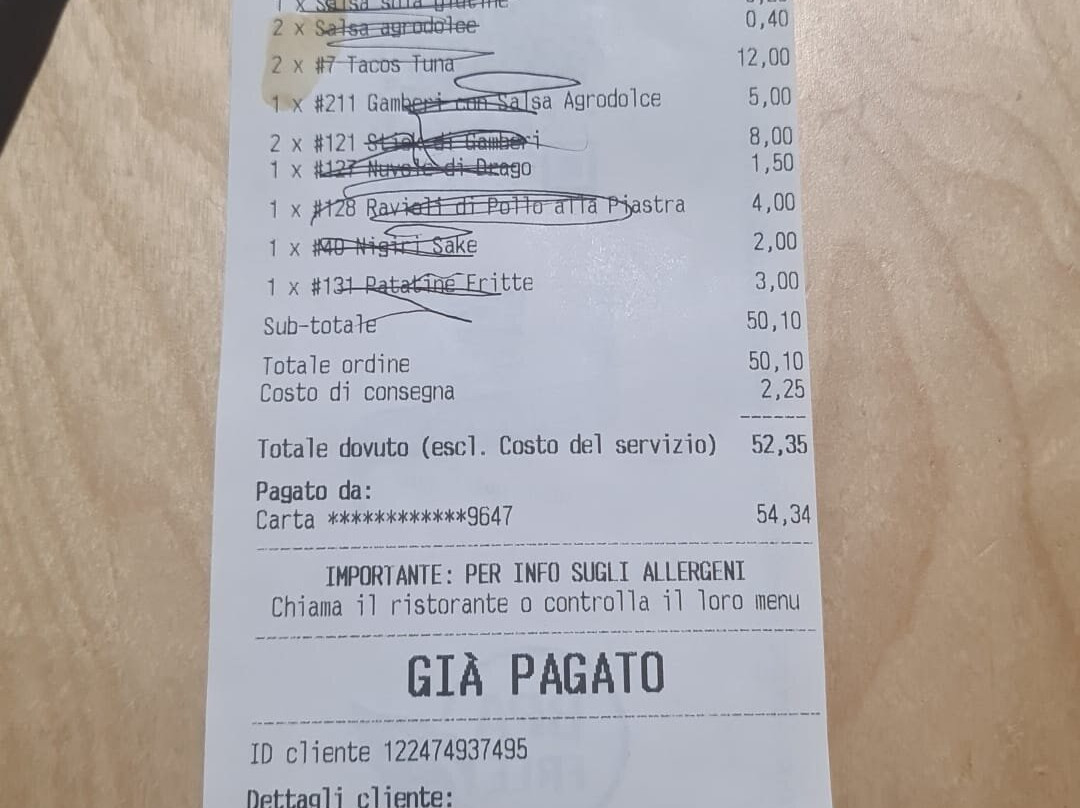 1 x Salsa soia glutine
2 x Salsa agrodolce 0,40
2 x #7 Tacos Tuna 12,00
1 x #211 Gamberi con Salsa Agrodolce 5,00
2 x #121 Stick di Gamberi 8,00
1 x #127 Nuvole di Drago 1,50
1 x #128 Ravioli di Pollo alla Piastra 4,00
1 x #40 Nigiri Sake 2,00
1 x #131 Patatine Fritte 3,00
Sub-totale 50,10
Totale ordine 50,10
Costo di consegna 2,25
Totale dovuto (escl. Costo del servizio) 52,35
Pagato da:
Carta ************9647 54,34
IMPORTANTE: PER INFO SUGLI ALLERGENI
Chiama il ristorante o controlla il loro menu
GIÀ PAGATO
ID cliente 122474937495
Dettagli cliente: